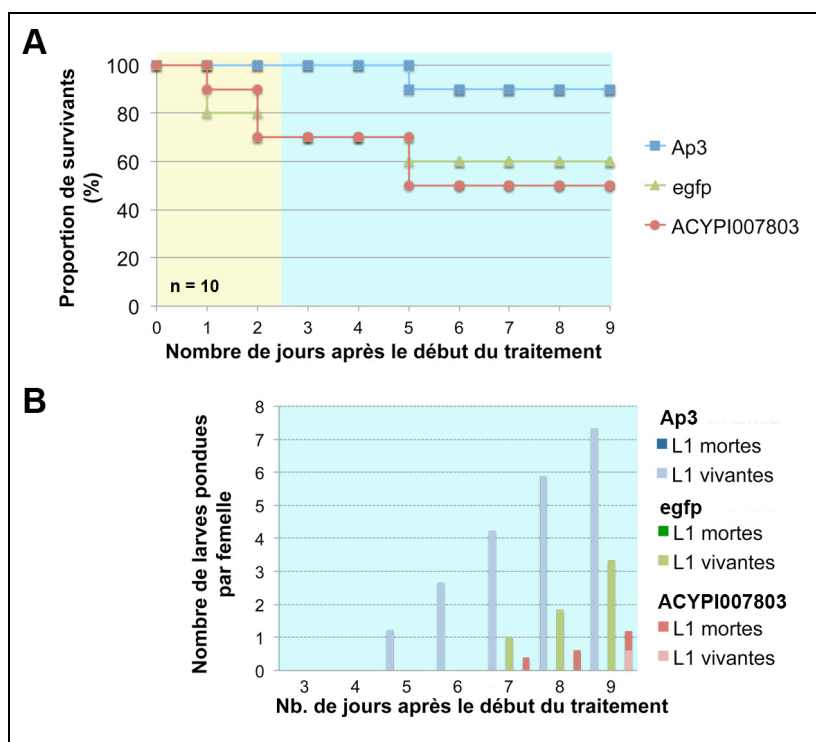 A
100
80
60
40
20
0
Proportion de survivants
(%)
n = 10
0 1 2 3 4 5 6 7 8 9
Nombre de jours après le début du traitement
Ap3
egfp
ACYPI007803
B
8
7
6
5
4
3
2
1
0
Nombre de larves pondues
par femelle
3 4 5 6 7 8 9
Nb. de jours après le début du traitement
Ap3
L1 mortes
L1 vivantes
egfp
L1 mortes
L1 vivantes
ACYPI007803
L1 mortes
L1 vivantes